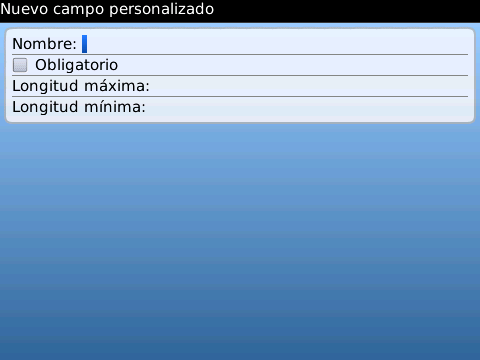 Nuevo campo personalizado
Nombre:
Obligatorio
Longitud máxima:
Longitud mínima: